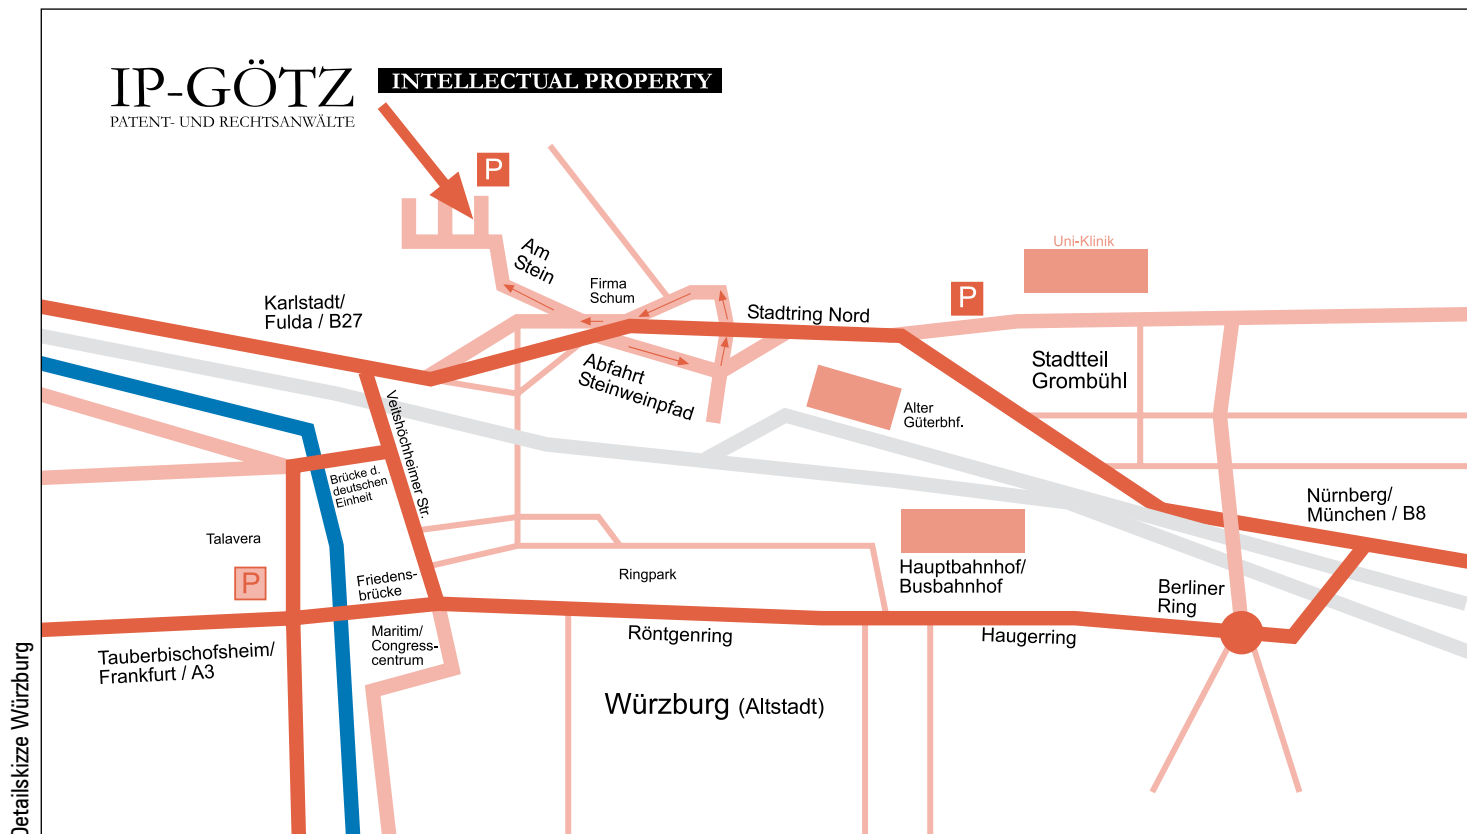 IP-GÖTZ
PATENT- UND RECHTSANWÄLTE
INTELLECTUAL PROPERTY
P
Uni-Klinik
Am
Stein
Firma
Schum
P
Karlstadt/
Fulda / B27
Stadtring Nord
Abfahrt
Steinweinpfad
Stadtteil
Grombühl
Alter
Güterbhf.
Veitshöchheimer Str.
Brücke d.
deutschen
Einheit
Nürnberg/
München / B8
Talavera
P
Friedens-
brücke
Ringpark
Hauptbahnhof/
Busbahnhof
Berliner
Ring
Maritim/
Congress-
centrum
Röntgenring
Haugerring
Tauberbischofsheim/
Frankfurt / A3
Würzburg (Altstadt)
Detailskizze Würzburg